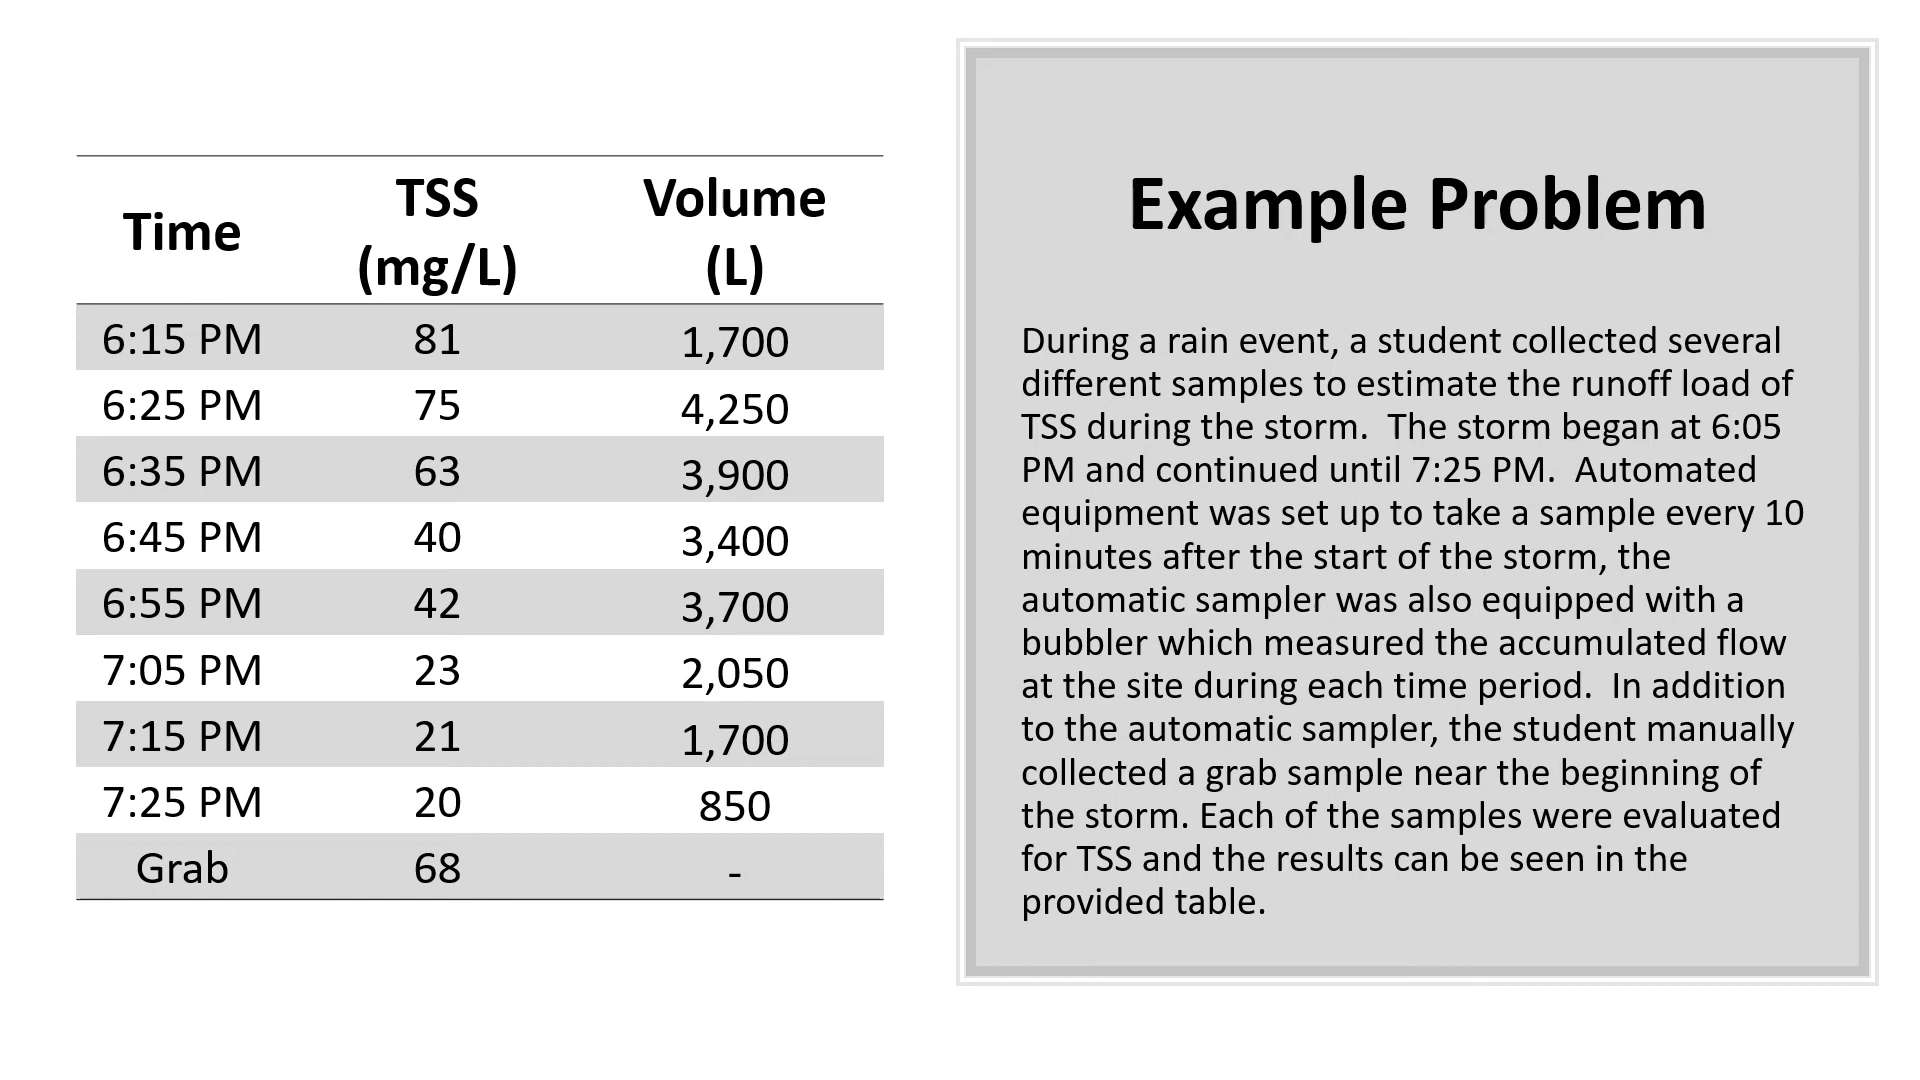 Time TSS (mg/L) Volume (L)
6:15 PM 81 1,700
6:25 PM 75 4,250
6:35 PM 63 3,900
6:45 PM 40 3,400
6:55 PM 42 3,700
7:05 PM 23 2,050
7:15 PM 21 1,700
7:25 PM 20 850
Grab 68 -
Example Problem
During a rain event, a student collected several
different samples to estimate the runoff load of
TSS during the storm.  The storm began at 6:05
PM and continued until 7:25 PM.  Automated
equipment was set up to take a sample every 10
minutes after the start of the storm, the
automatic sampler was also equipped with a
bubbler which measured the accumulated flow
at the site during each time period.  In addition
to the automatic sampler, the student manually
collected a grab sample near the beginning of
the storm. Each of the samples were evaluated
for TSS and the results can be seen in the
provided table.